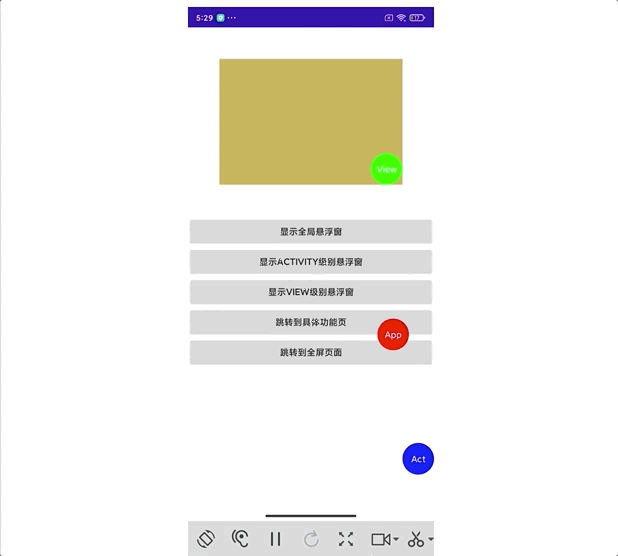 5:29
View
显示全局悬浮窗
显示ACTIVITY级别悬浮窗
显示VIEW级别悬浮窗
跳转到具体功能页
App
跳转到全屏页面
Act